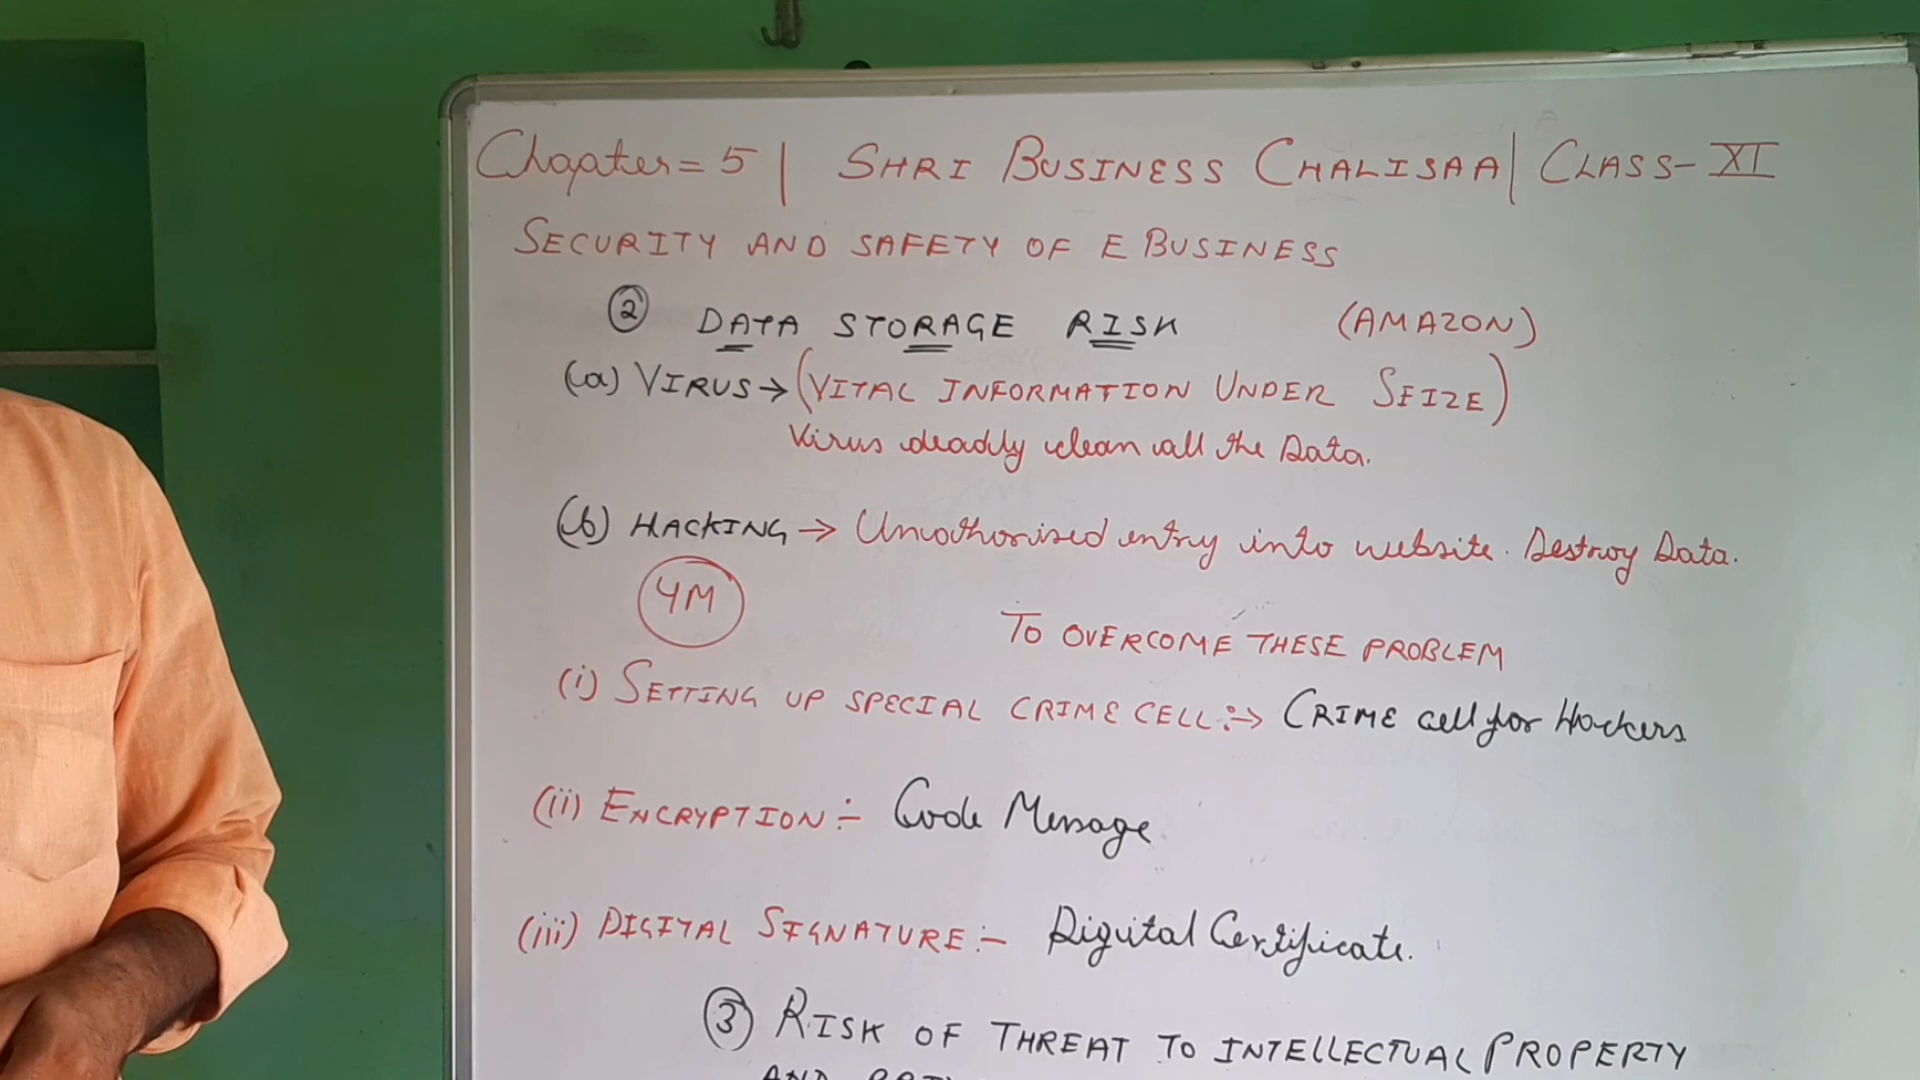 Chapter = 5 | SHRI BUSINESS CHALISAA | CLASS-XI
SECURITY AND SAFETY OF E BUSINESS
② DATA STORAGE RISK (AMAZON)
(a) VIRUS → (VITAL INFORMATION UNDER SEIZE)
Virus deadly clean all the Data.
(b) HACKING → Unauthorised entry into website. Destroy Data.
4M
TO OVERCOME THESE PROBLEM
(i) SETTING UP SPECIAL CRIME CELL :→ CRIME cell for Hackers
(ii) ENCRYPTION :- Code Message
(iii) DIGITAL SIGNATURE :- Digital Certificate.
③ RISK OF THREAT TO INTELLECTUAL PROPERTY
AND